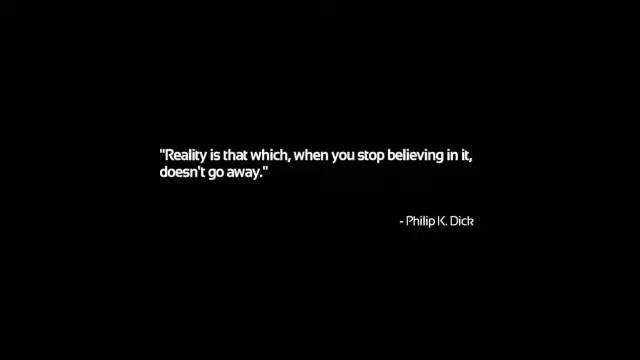 "Reality is that which, when you stop believing in it,
doesn't go away."
- Philip K. Dick